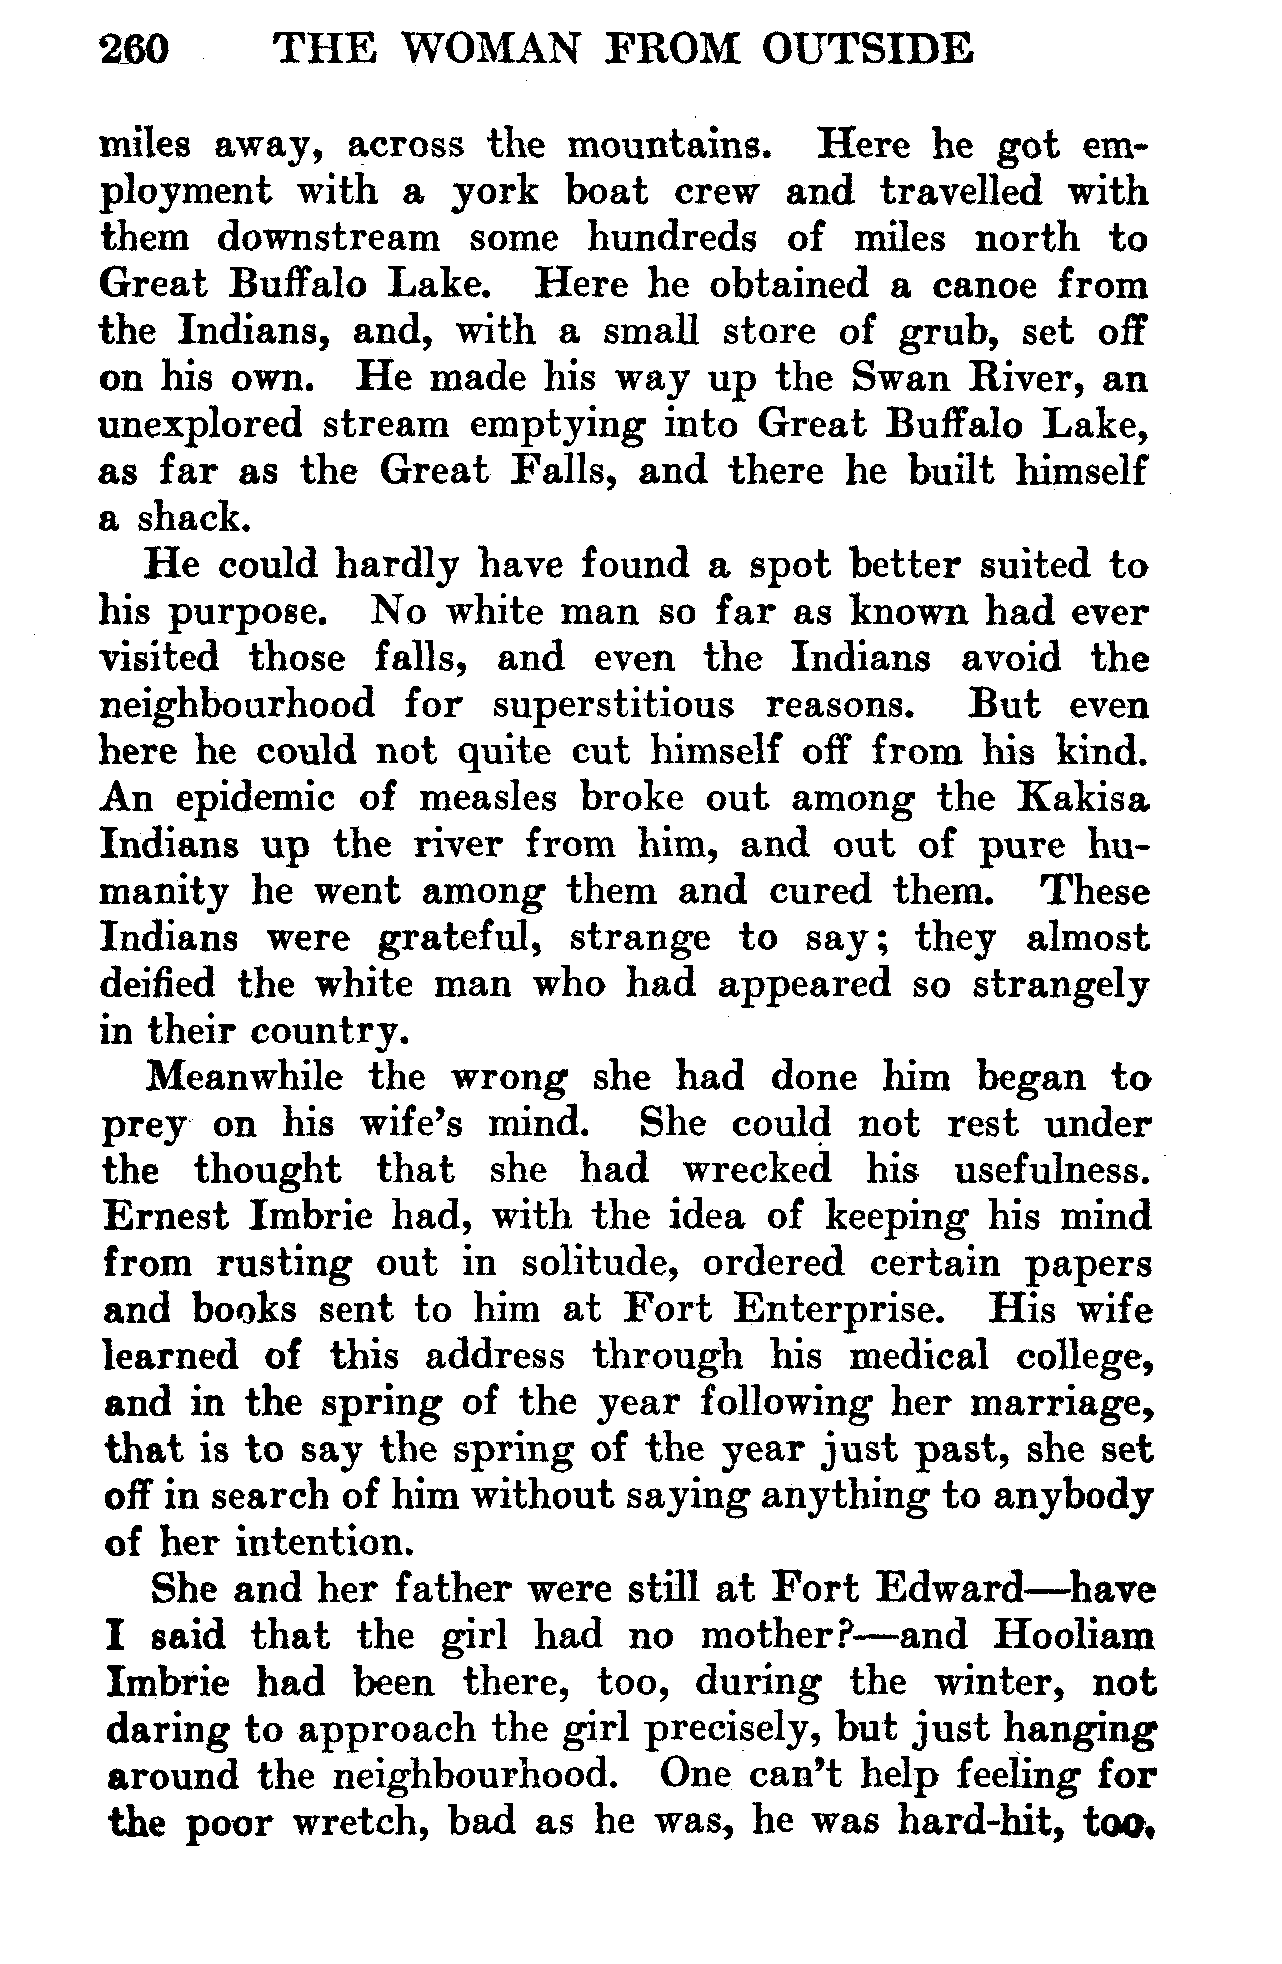 260 THE WOMAN FROM OUTSIDE
miles away, across the mountains. Here he got em-
ployment with a york boat crew and travelled with
them downstream some hundreds of miles north to
Great Buffalo Lake. Here he obtained a canoe from
the Indians, and, with a small store of grub, set off
on his own. He made his way up the Swan River, an
unexplored stream emptying into Great Buffalo Lake,
as far as the Great Falls, and there he built himself
a shack.
He could hardly have found a spot better suited to
his purpose. No white man so far as known had ever
visited those falls, and even the Indians avoid the
neighbourhood for superstitious reasons. But even
here he could not quite cut himself off from his kind.
An epidemic of measles broke out among the Kakisa
Indians up the river from him, and out of pure hu-
manity he went among them and cured them. These
Indians were grateful, strange to say; they almost
deified the white man who had appeared so strangely
in their country.
Meanwhile the wrong she had done him began to
prey on his wife's mind. She could not rest under
the thought that she had wrecked his usefulness.
Ernest Imbrie had, with the idea of keeping his mind
from rusting out in solitude, ordered certain papers
and books sent to him at Fort Enterprise. His wife
learned of this address through his medical college,
and in the spring of the year following her marriage,
that is to say the spring of the year just past, she set
off in search of him without saying anything to anybody
of her intention.
She and her father were still at Fort Edward—have
I said that the girl had no mother?—and Hooliam
Imbrie had been there, too, during the winter, not
daring to approach the girl precisely, but just hanging
around the neighbourhood. One can't help feeling for
the poor wretch, bad as he was, he was hard-hit, too,